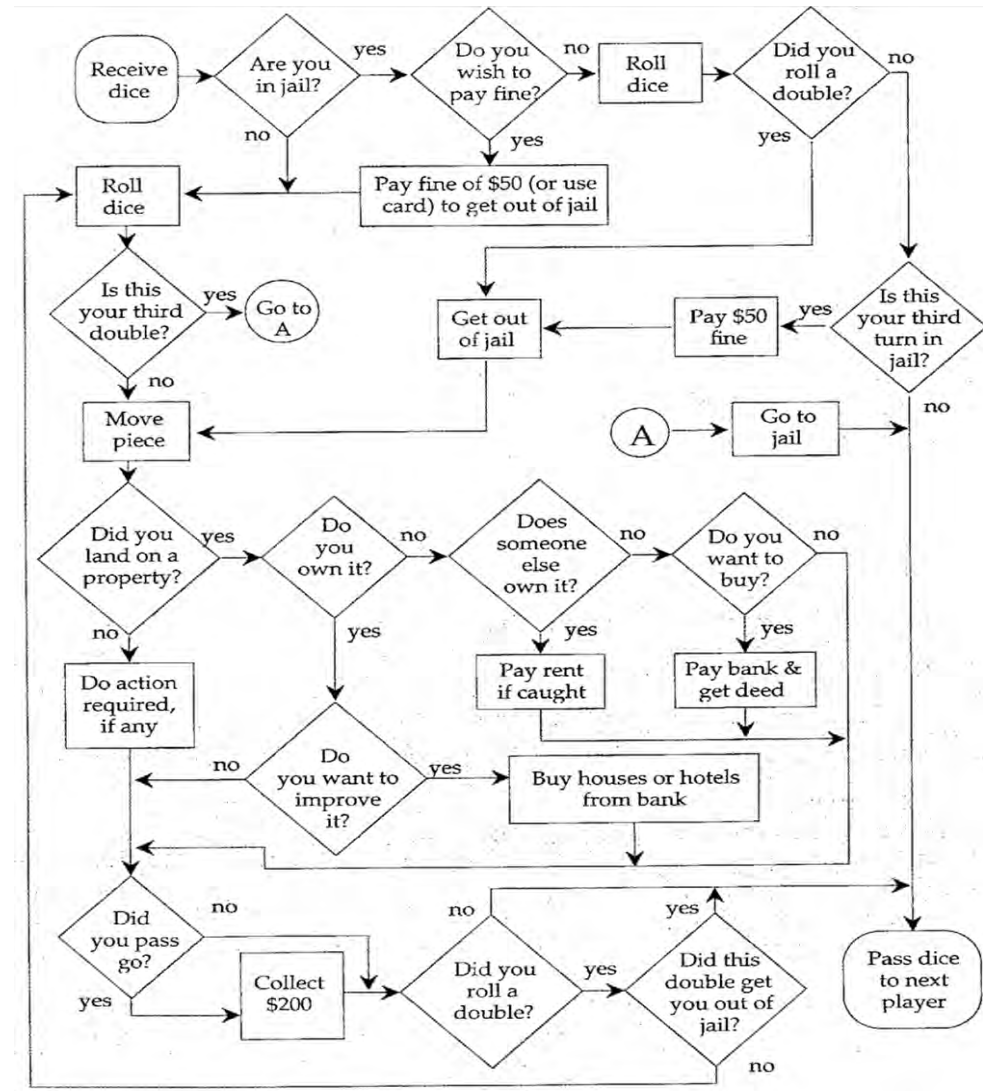 Receive
dice
Are you
in jail?
yes
no
Do you
wish to
pay fine?
no
yes
Roll
dice
Did you
roll a
double?
no
yes
Roll
dice
Pay fine of $50 (or use
card) to get out of jail
Is this
your third
double?
yes
no
Go to
A
Get out
of jail
Pay $50
fine
yes
Is this
your third
turn in
jail?
no
Move
piece
A
Go to
jail
Did you
land on a
property?
yes
no
Do
you
own it?
no
yes
Does
someone
else
own it?
no
yes
Do you
want to
buy?
no
yes
Do action
required,
if any
Pay rent
if caught
Pay bank &
get deed
no
Do
you want to
improve
it?
yes
Buy houses or hotels
from bank
Did
you pass
go?
no
yes
Collect
$200
no
Did you
roll a
double?
yes
yes
Did this
double get
you out of
jail?
no
Pass dice
to next
player